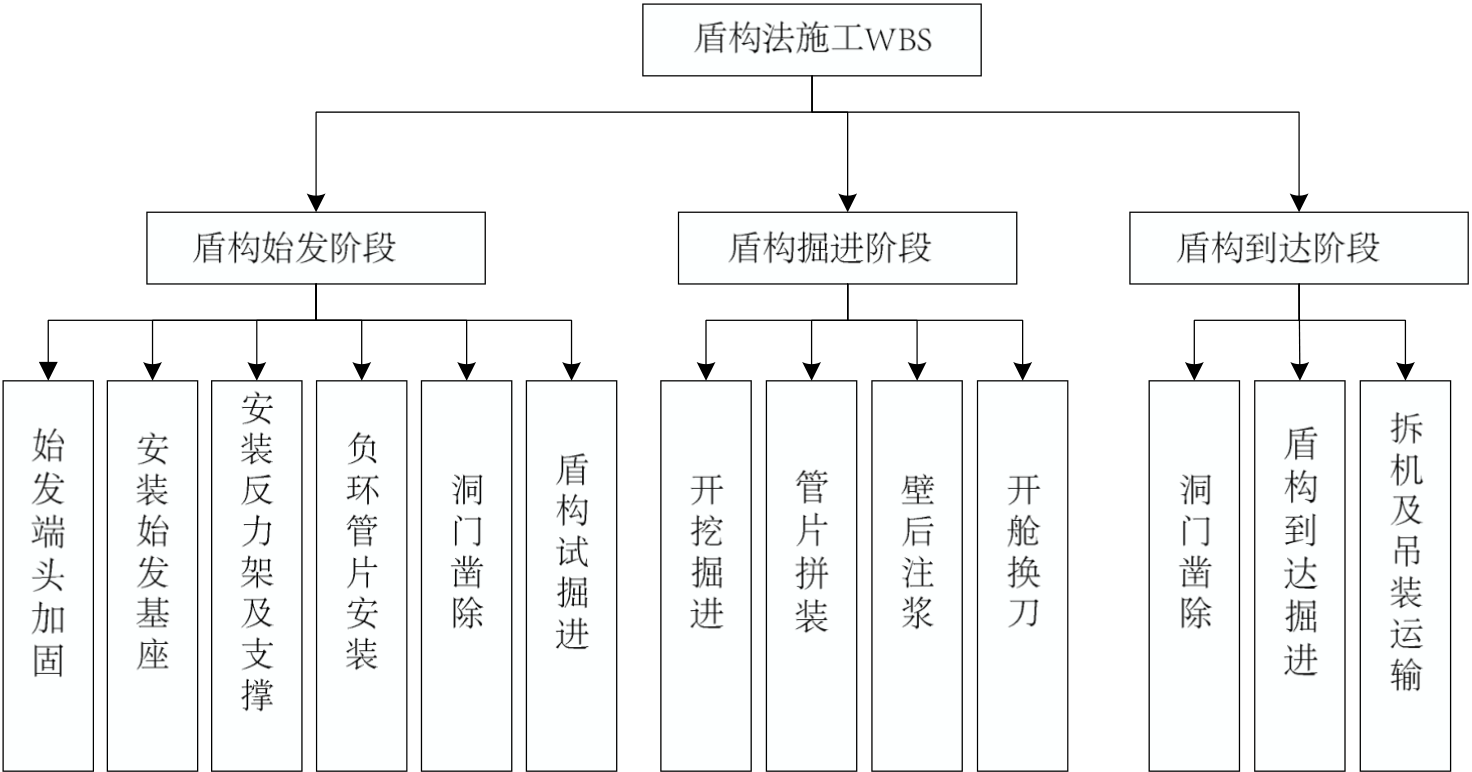 盾构法施工WBS
盾构始发阶段
盾构掘进阶段
盾构到达阶段
始发端头加固
安装始发基座
安装反力架及支撑
负环管片安装
洞门凿除
盾构试掘进
开挖掘进
管片拼装
壁后注浆
开舱换刀
洞门凿除
盾构到达掘进
拆机及吊装运输